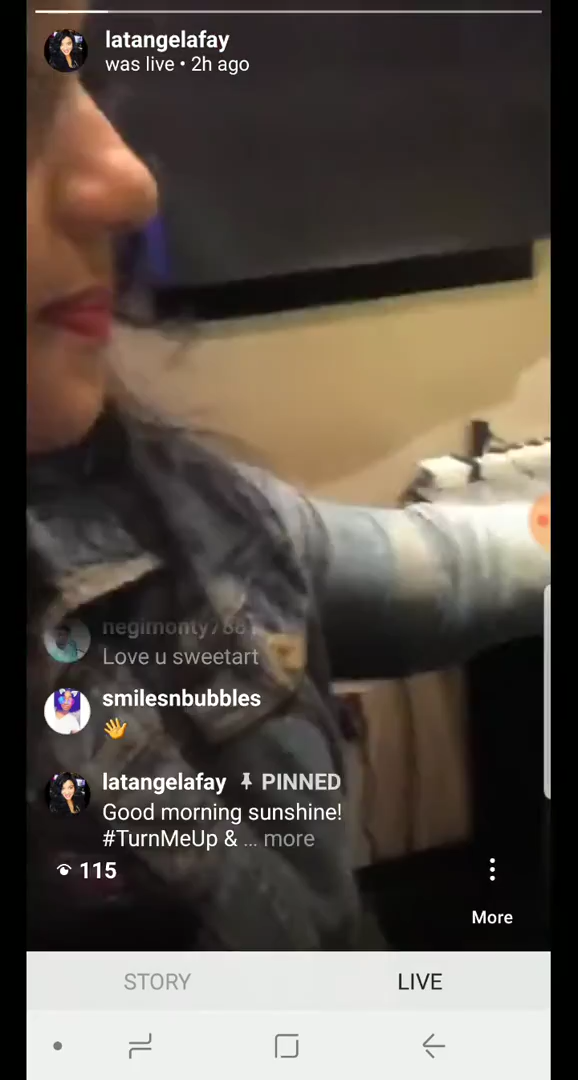 latangelafay
was live • 2h ago
negimonty7881
Love u sweetart
smilesnbubbles
👋
latangelafay PINNED
Good morning sunshine!
#TurnMeUp & ... more
115
More
STORY LIVE